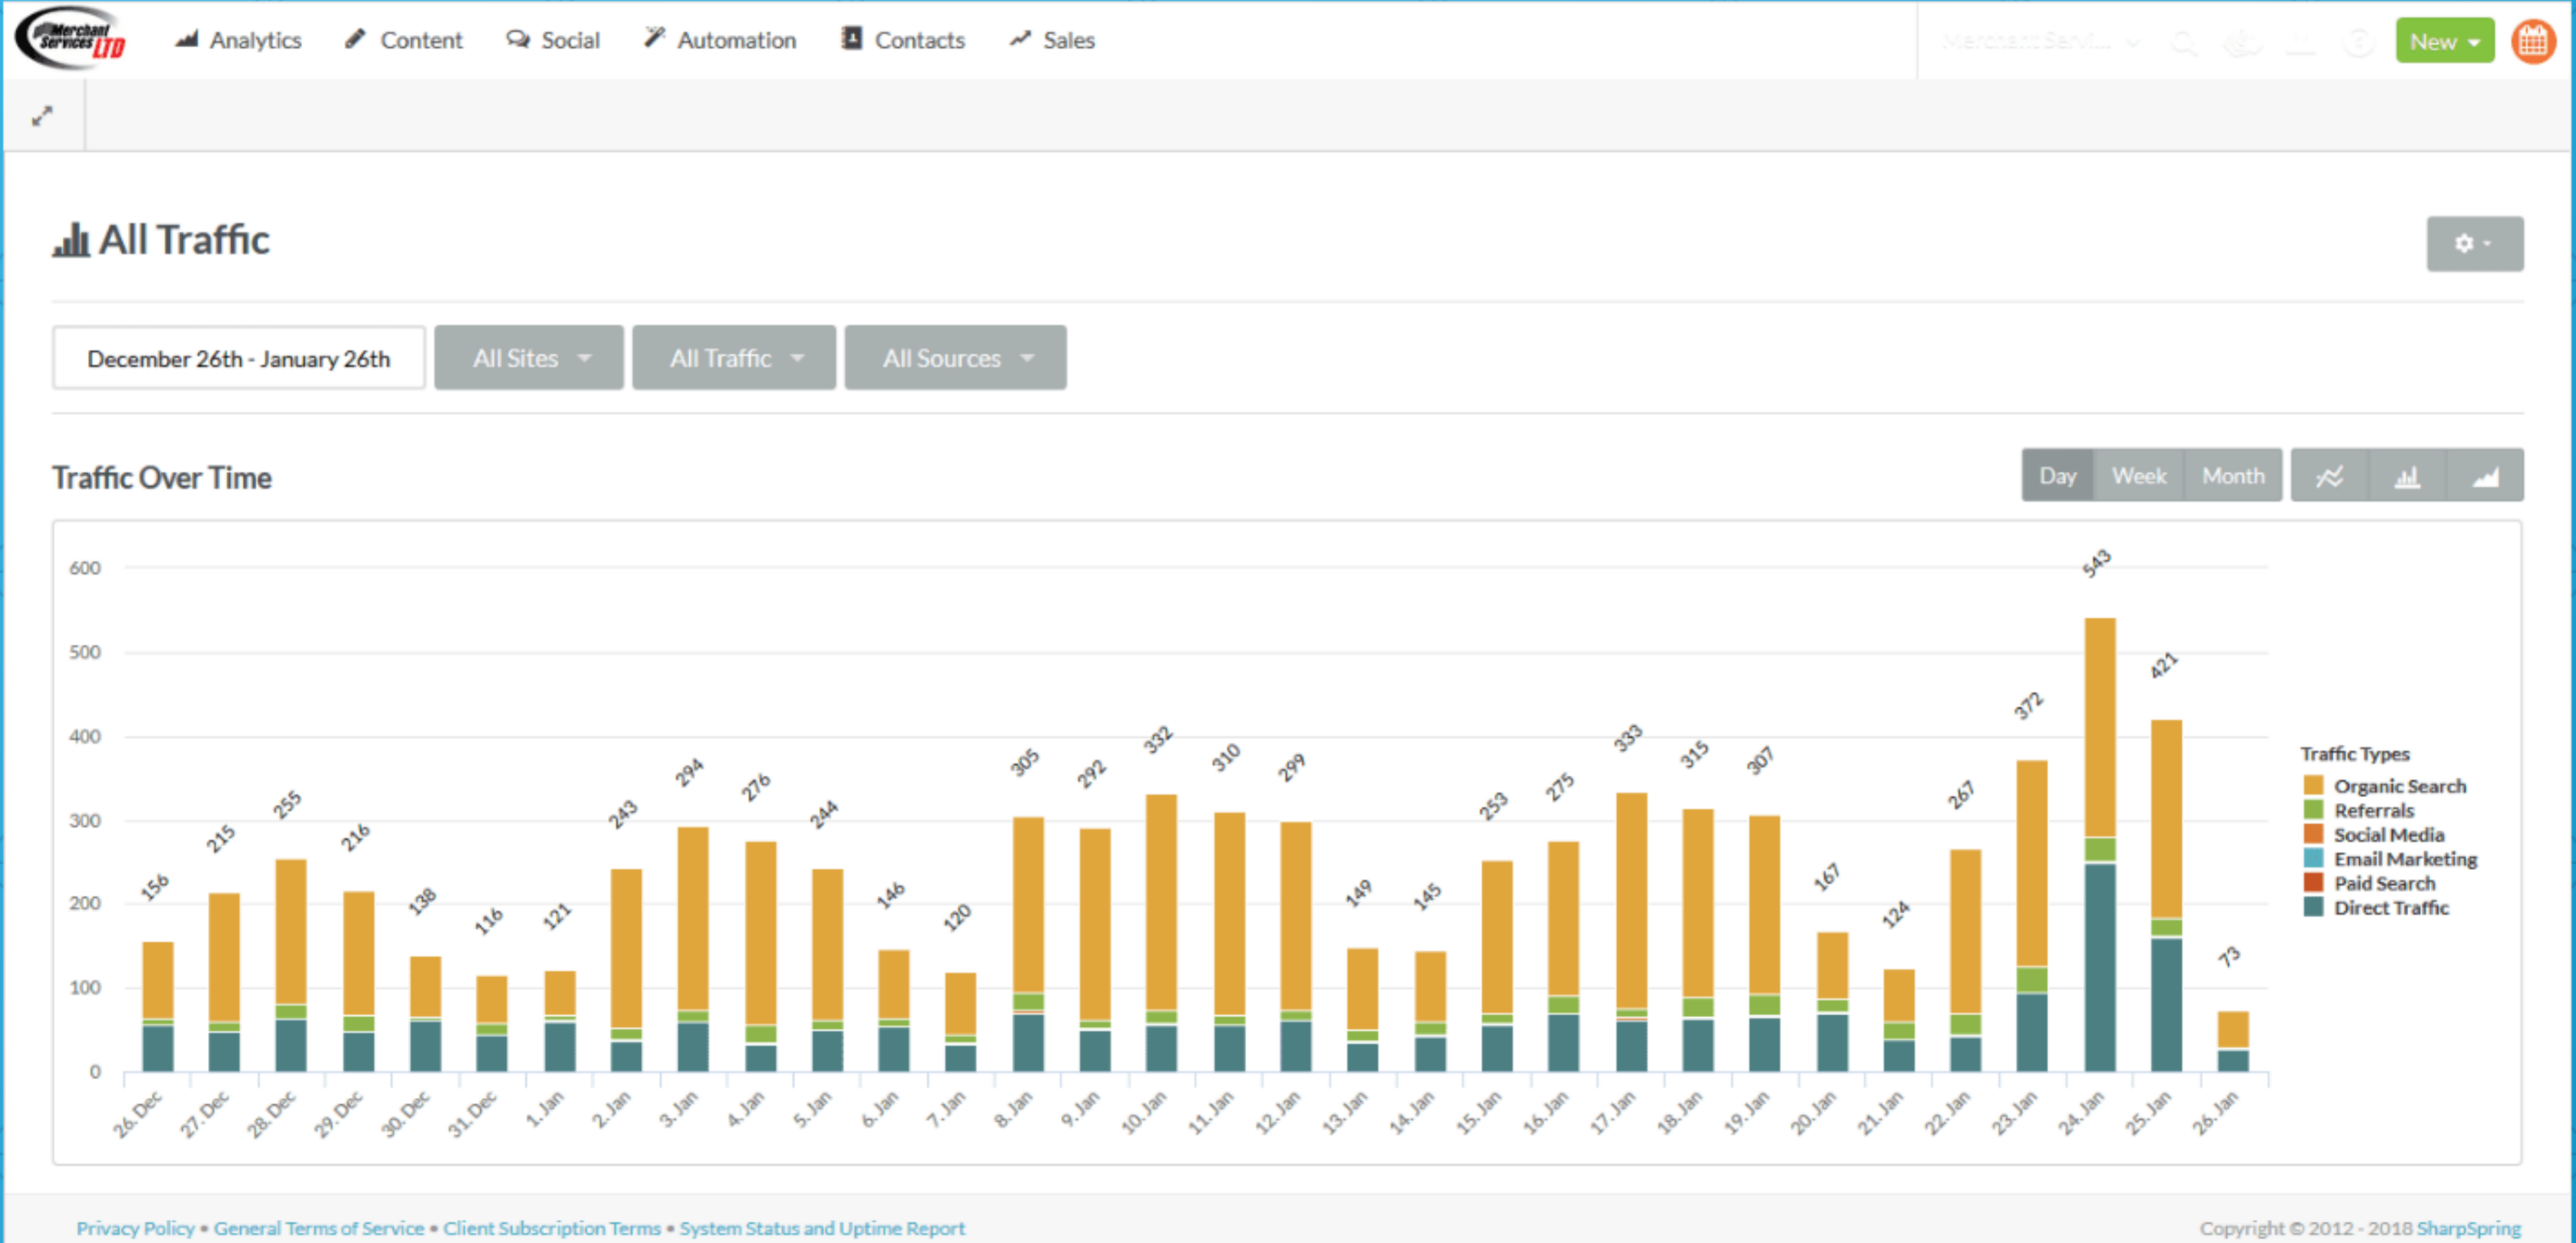 Merchant
Services LTD
Analytics Content Social Automation Contacts Sales Merchant Servi... New
All Traffic
December 26th - January 26th All Sites All Traffic All Sources
Traffic Over Time Day Week Month
600
500
400
300
200
100
0
156 215 255 216 138 116 121 243 294 276 244 146 120 305 292 332 310 299 149 145 253 275 333 315 307 167 124 267 372 543 421 73
26. Dec 27. Dec 28. Dec 29. Dec 30. Dec 31. Dec 1. Jan 2. Jan 3. Jan 4. Jan 5. Jan 6. Jan 7. Jan 8. Jan 9. Jan 10. Jan 11. Jan 12. Jan 13. Jan 14. Jan 15. Jan 16. Jan 17. Jan 18. Jan 19. Jan 20. Jan 21. Jan 22. Jan 23. Jan 24. Jan 25. Jan 26. Jan
Traffic Types
Organic Search
Referrals
Social Media
Email Marketing
Paid Search
Direct Traffic
Privacy Policy • General Terms of Service • Client Subscription Terms • System Status and Uptime Report Copyright © 2012 - 2018 SharpSpring